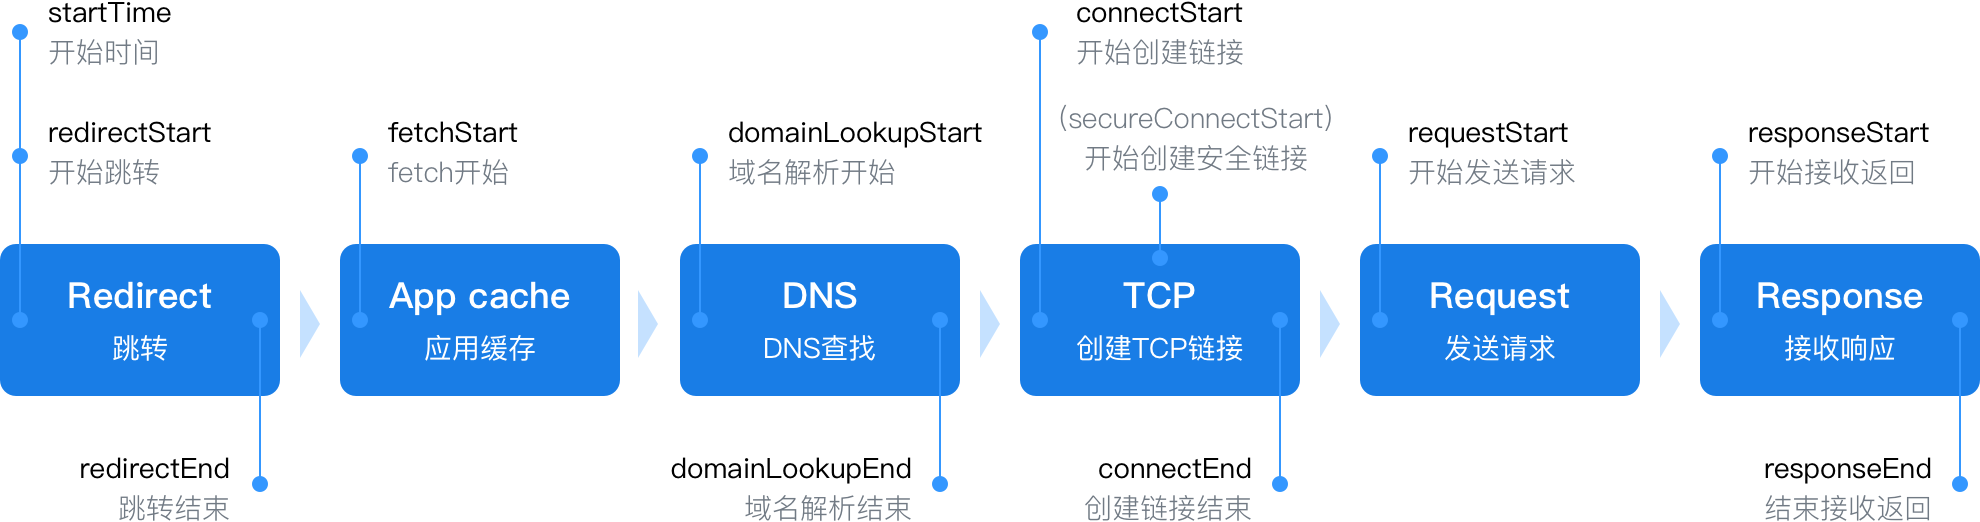 startTime
开始时间
redirectStart
开始跳转
fetchStart
fetch开始
domainLookupStart
域名解析开始
connectStart
开始创建链接
(secureConnectStart)
开始创建安全链接
requestStart
开始发送请求
responseStart
开始接收返回
Redirect
跳转
App cache
应用缓存
DNS
DNS查找
TCP
创建TCP链接
Request
发送请求
Response
接收响应
redirectEnd
跳转结束
domainLookupEnd
域名解析结束
connectEnd
创建链接结束
responseEnd
结束接收返回